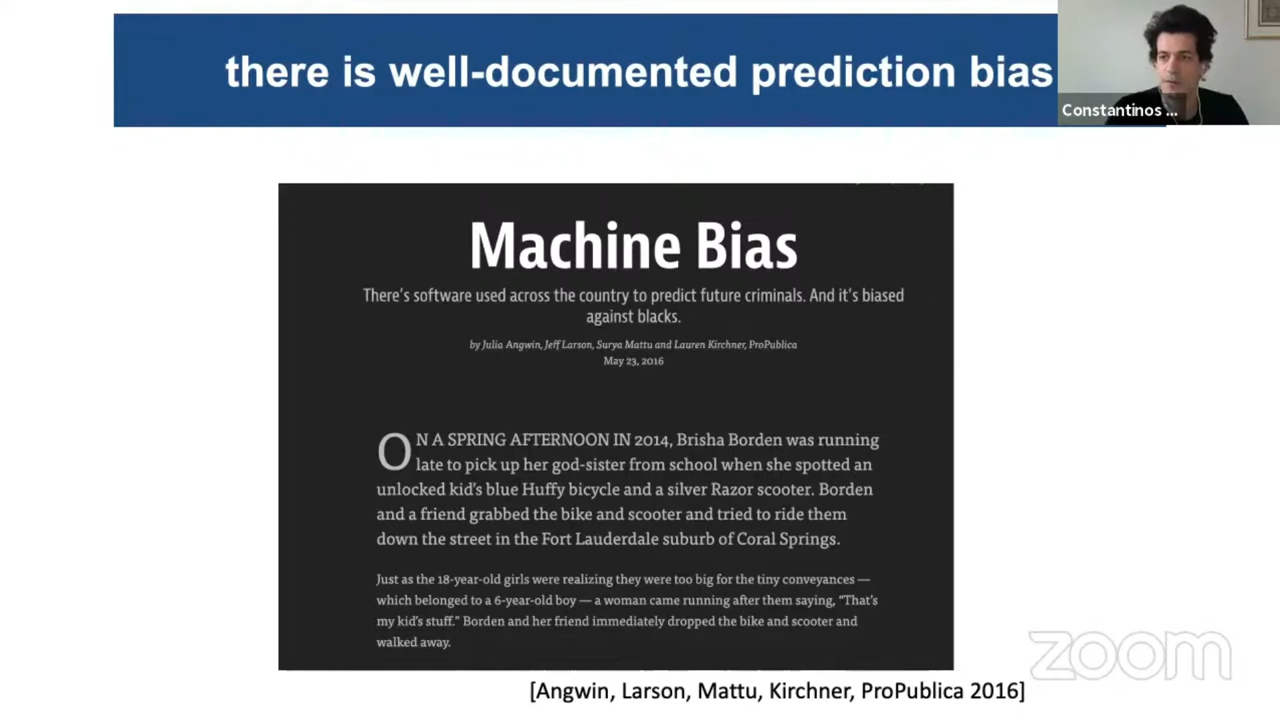 there is well-documented prediction bias
Constantinos ...
Machine Bias
There's software used across the country to predict future criminals. And it's biased
against blacks.
by Julia Angwin, Jeff Larson, Surya Mattu and Lauren Kirchner, ProPublica
May 23, 2016
ON A SPRING AFTERNOON IN 2014, Brisha Borden was running
late to pick up her god-sister from school when she spotted an
unlocked kid's blue Huffy bicycle and a silver Razor scooter. Borden
and a friend grabbed the bike and scooter and tried to ride them
down the street in the Fort Lauderdale suburb of Coral Springs.
Just as the 18-year-old girls were realizing they were too big for the tiny conveyances —
which belonged to a 6-year-old boy — a woman came running after them saying, “That's
my kid's stuff.” Borden and her friend immediately dropped the bike and scooter and
walked away.
zoom
[Angwin, Larson, Mattu, Kirchner, ProPublica 2016]